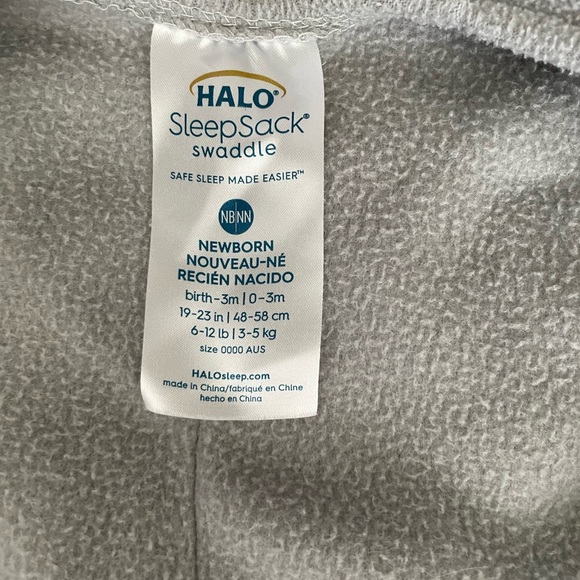 HALO®
SleepSack®
swaddle
SAFE SLEEP MADE EASIER™
NB|NN
NEWBORN
NOUVEAU-NÉ
RECIÉN NACIDO
birth-3m | 0-3m
19-23 in | 48-58 cm
6-12 lb | 3-5 kg
size 0000 AUS
HALOsleep.com
made in China/fabriqué en Chine
hecho en China